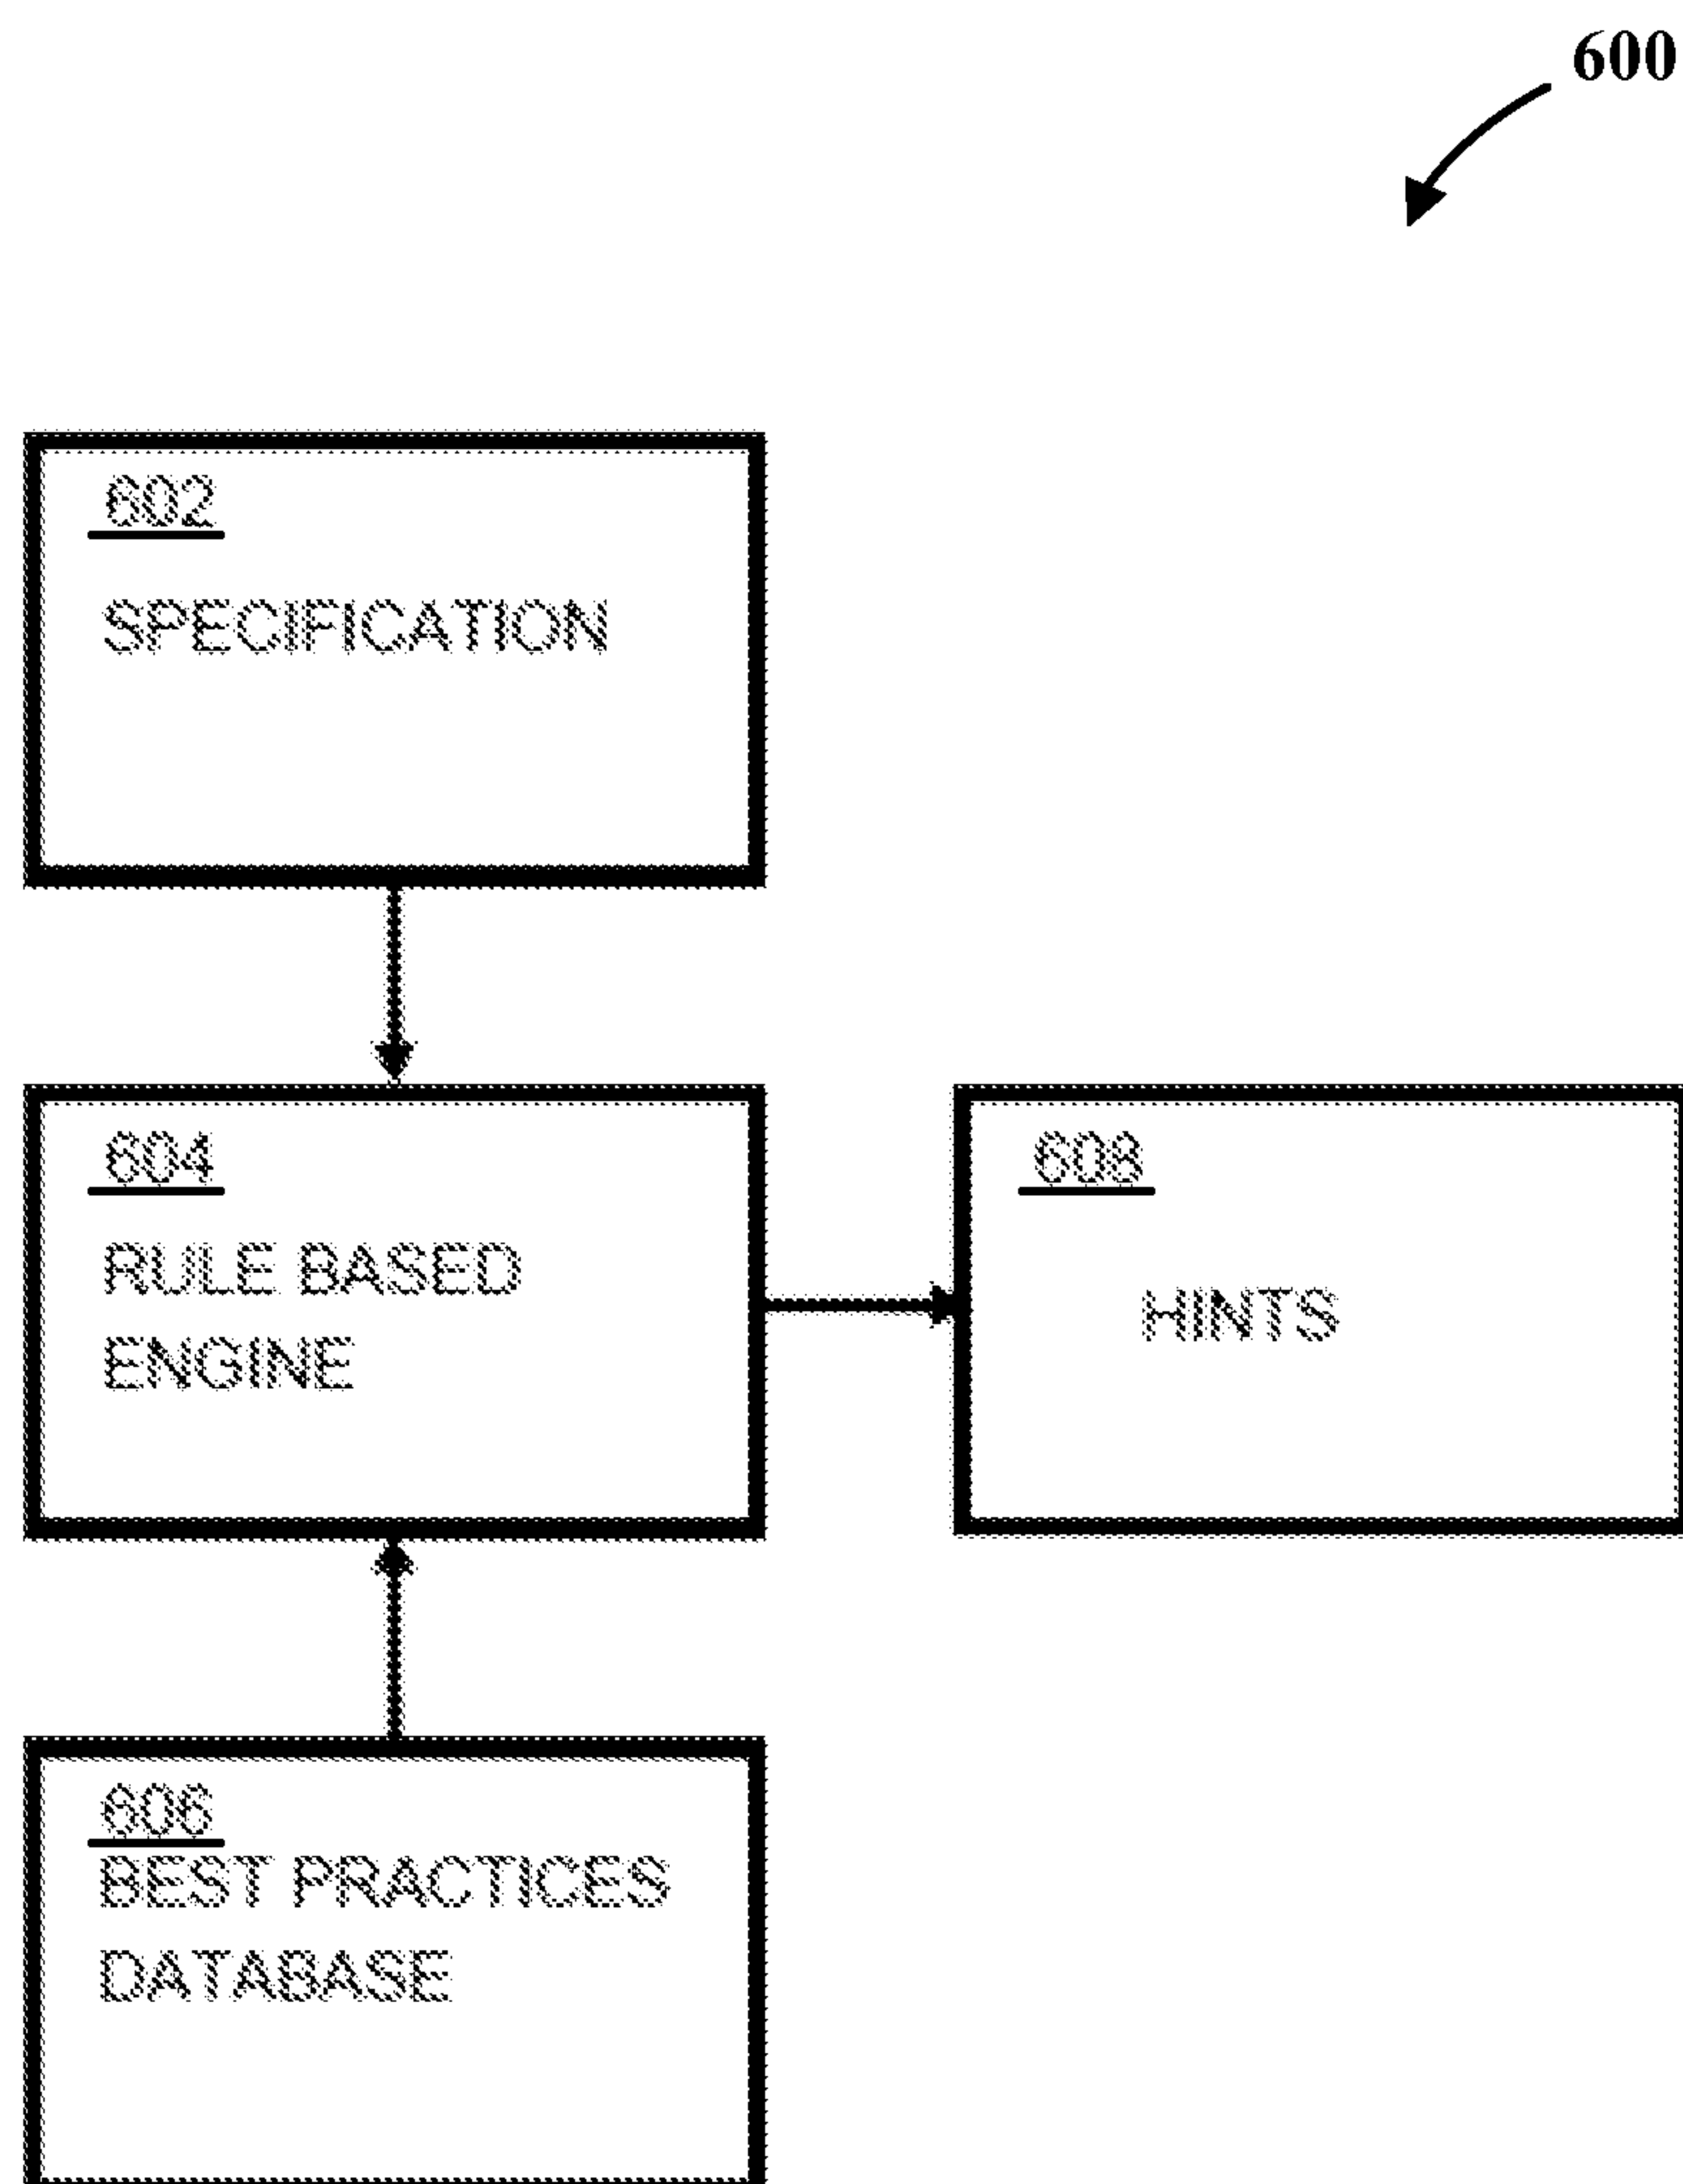 600
602
SPECIFICATION
604
RULE BASED
ENGINE
608
HINTS
606
BEST PRACTICES
DATABASE